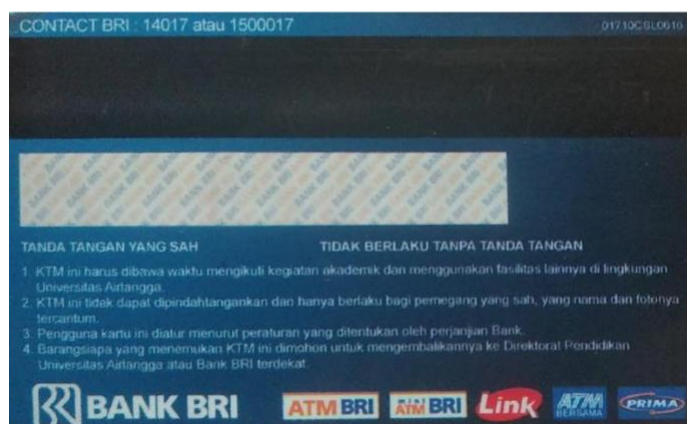 CONTACT BRI : 14017 atau 1500017
BANK BRI
TANDA TANGAN YANG SAH TIDAK BERLAKU TANPA TANDA TANGAN
1. KTM ini harus dibawa waktu mengikuti kegiatan akademik dan menggunakan fasilitas lainnya di lingkungan
Universitas Airlangga.
2. KTM ini tidak dapat dipindahtangankan dan hanya berlaku bagi pemegang yang sah, yang nama dan fotonya
tercantum.
3. Pengguna kartu ini diatur menurut peraturan yang ditentukan oleh perjanjian Bank.
4. Barangsiapa yang menemukan KTM ini dimohon untuk mengembalikannya ke Direktorat Pendidikan
Universitas Airlangga atau Bank BRI terdekat.
BANK BRI ATM BRI MINI ATM BRI Link ATM BERSAMA PRIMA